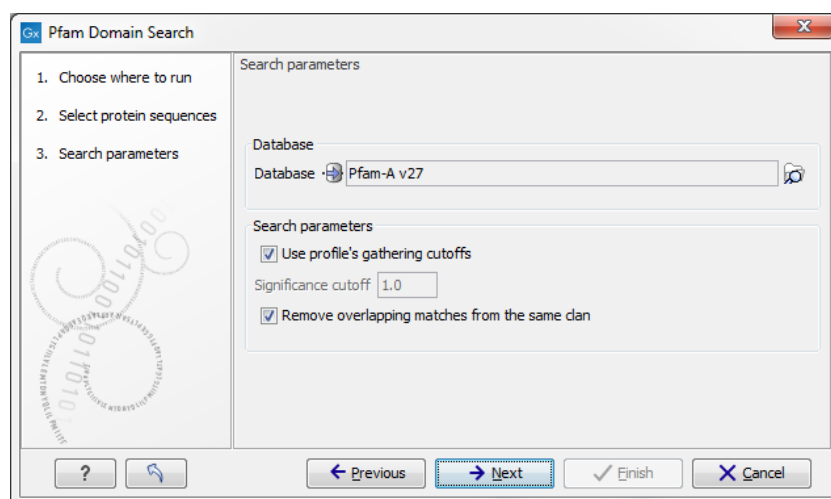 Gx Pfam Domain Search
X
1. Choose where to run
2. Select protein sequences
3. Search parameters
Search parameters
Database
Database Pfam-A v27
Search parameters
Use profile's gathering cutoffs
Significance cutoff 1.0
Remove overlapping matches from the same clan
? Previous Next Finish Cancel